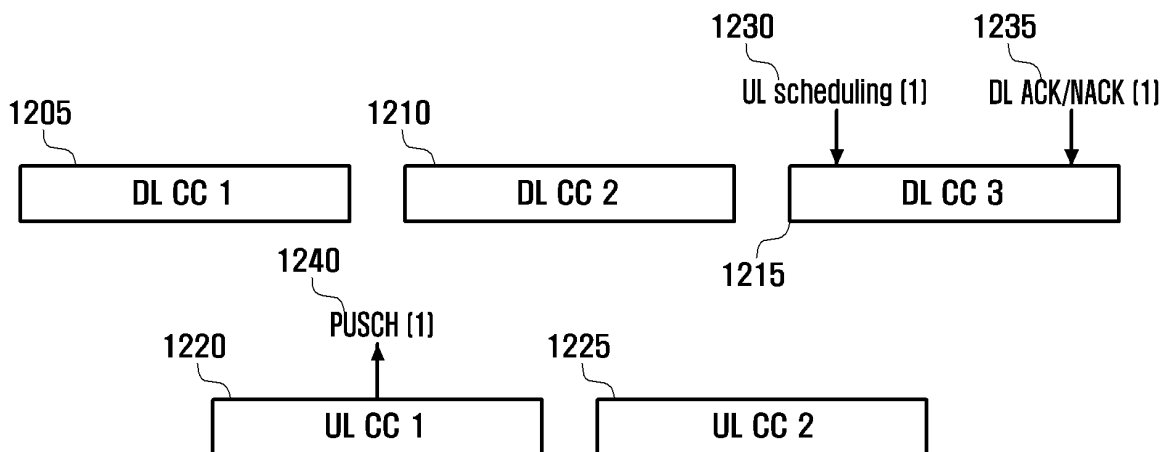 1230
1235
UL scheduling (1)
DL ACK/NACK (1)
1205
1210
DL CC 1
DL CC 2
DL CC 3
1215
1240
PUSCH (1)
1220
1225
UL CC 1
UL CC 2